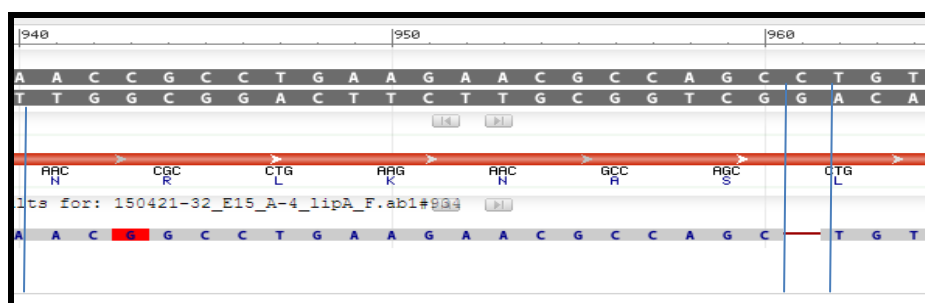 940 950 960
A A C C G C C T G A A G A A C G C C A G C C T G T
T T G G C G G A C T T C T T G C G G T C G G A C A
AAC CGC CTG AAG AAC GCC AGC CTG
N R L K N A S L
lts for: 150421-32_E15_A-4_lipA_F.ab1
A A C G G C C T G A A G A A C G C C A G C T G T